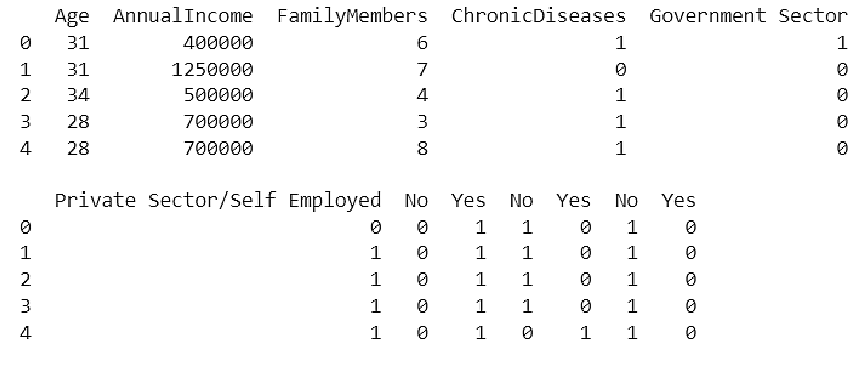 Age AnnualIncome FamilyMembers ChronicDiseases Government Sector
0 31 400000 6 1 1
1 31 1250000 7 0 0
2 34 500000 4 1 0
3 28 700000 3 1 0
4 28 700000 8 1 0
Private Sector/Self Employed No Yes No Yes No Yes
0 0 0 1 1 0 1 0
1 1 0 1 1 0 1 0
2 1 0 1 1 0 1 0
3 1 0 1 1 0 1 0
4 1 0 1 0 1 1 0